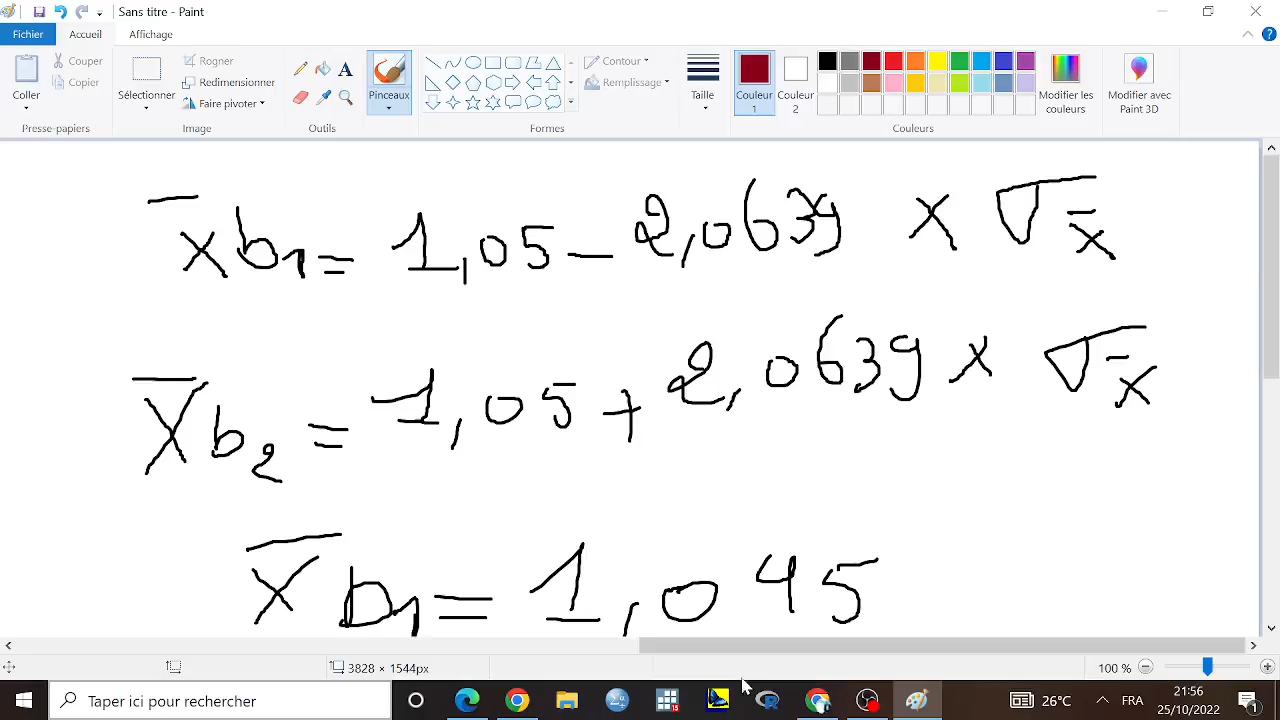 Sans titre - Paint
Fichier Accueil Affichage
Coller
Couper
Copier
Presse-papiers
Sélectionner
Rogner
Redimensionner
Faire pivoter
Image
Outils
Pinceaux
Contour
Remplissage
Formes
Taille
Couleur 1
Couleur 2
Modifier les couleurs
Modifier avec Paint 3D
Couleurs
X̅b₁ = 1,05 - 2,0639 x σx̅
X̅b₂ = 1,05 + 2,0639 x σx̅
X̅b₁ = 1,045
3828 × 1544px
100 %
Tapez ici pour rechercher
26°C
FRA
21:56
25/10/2022